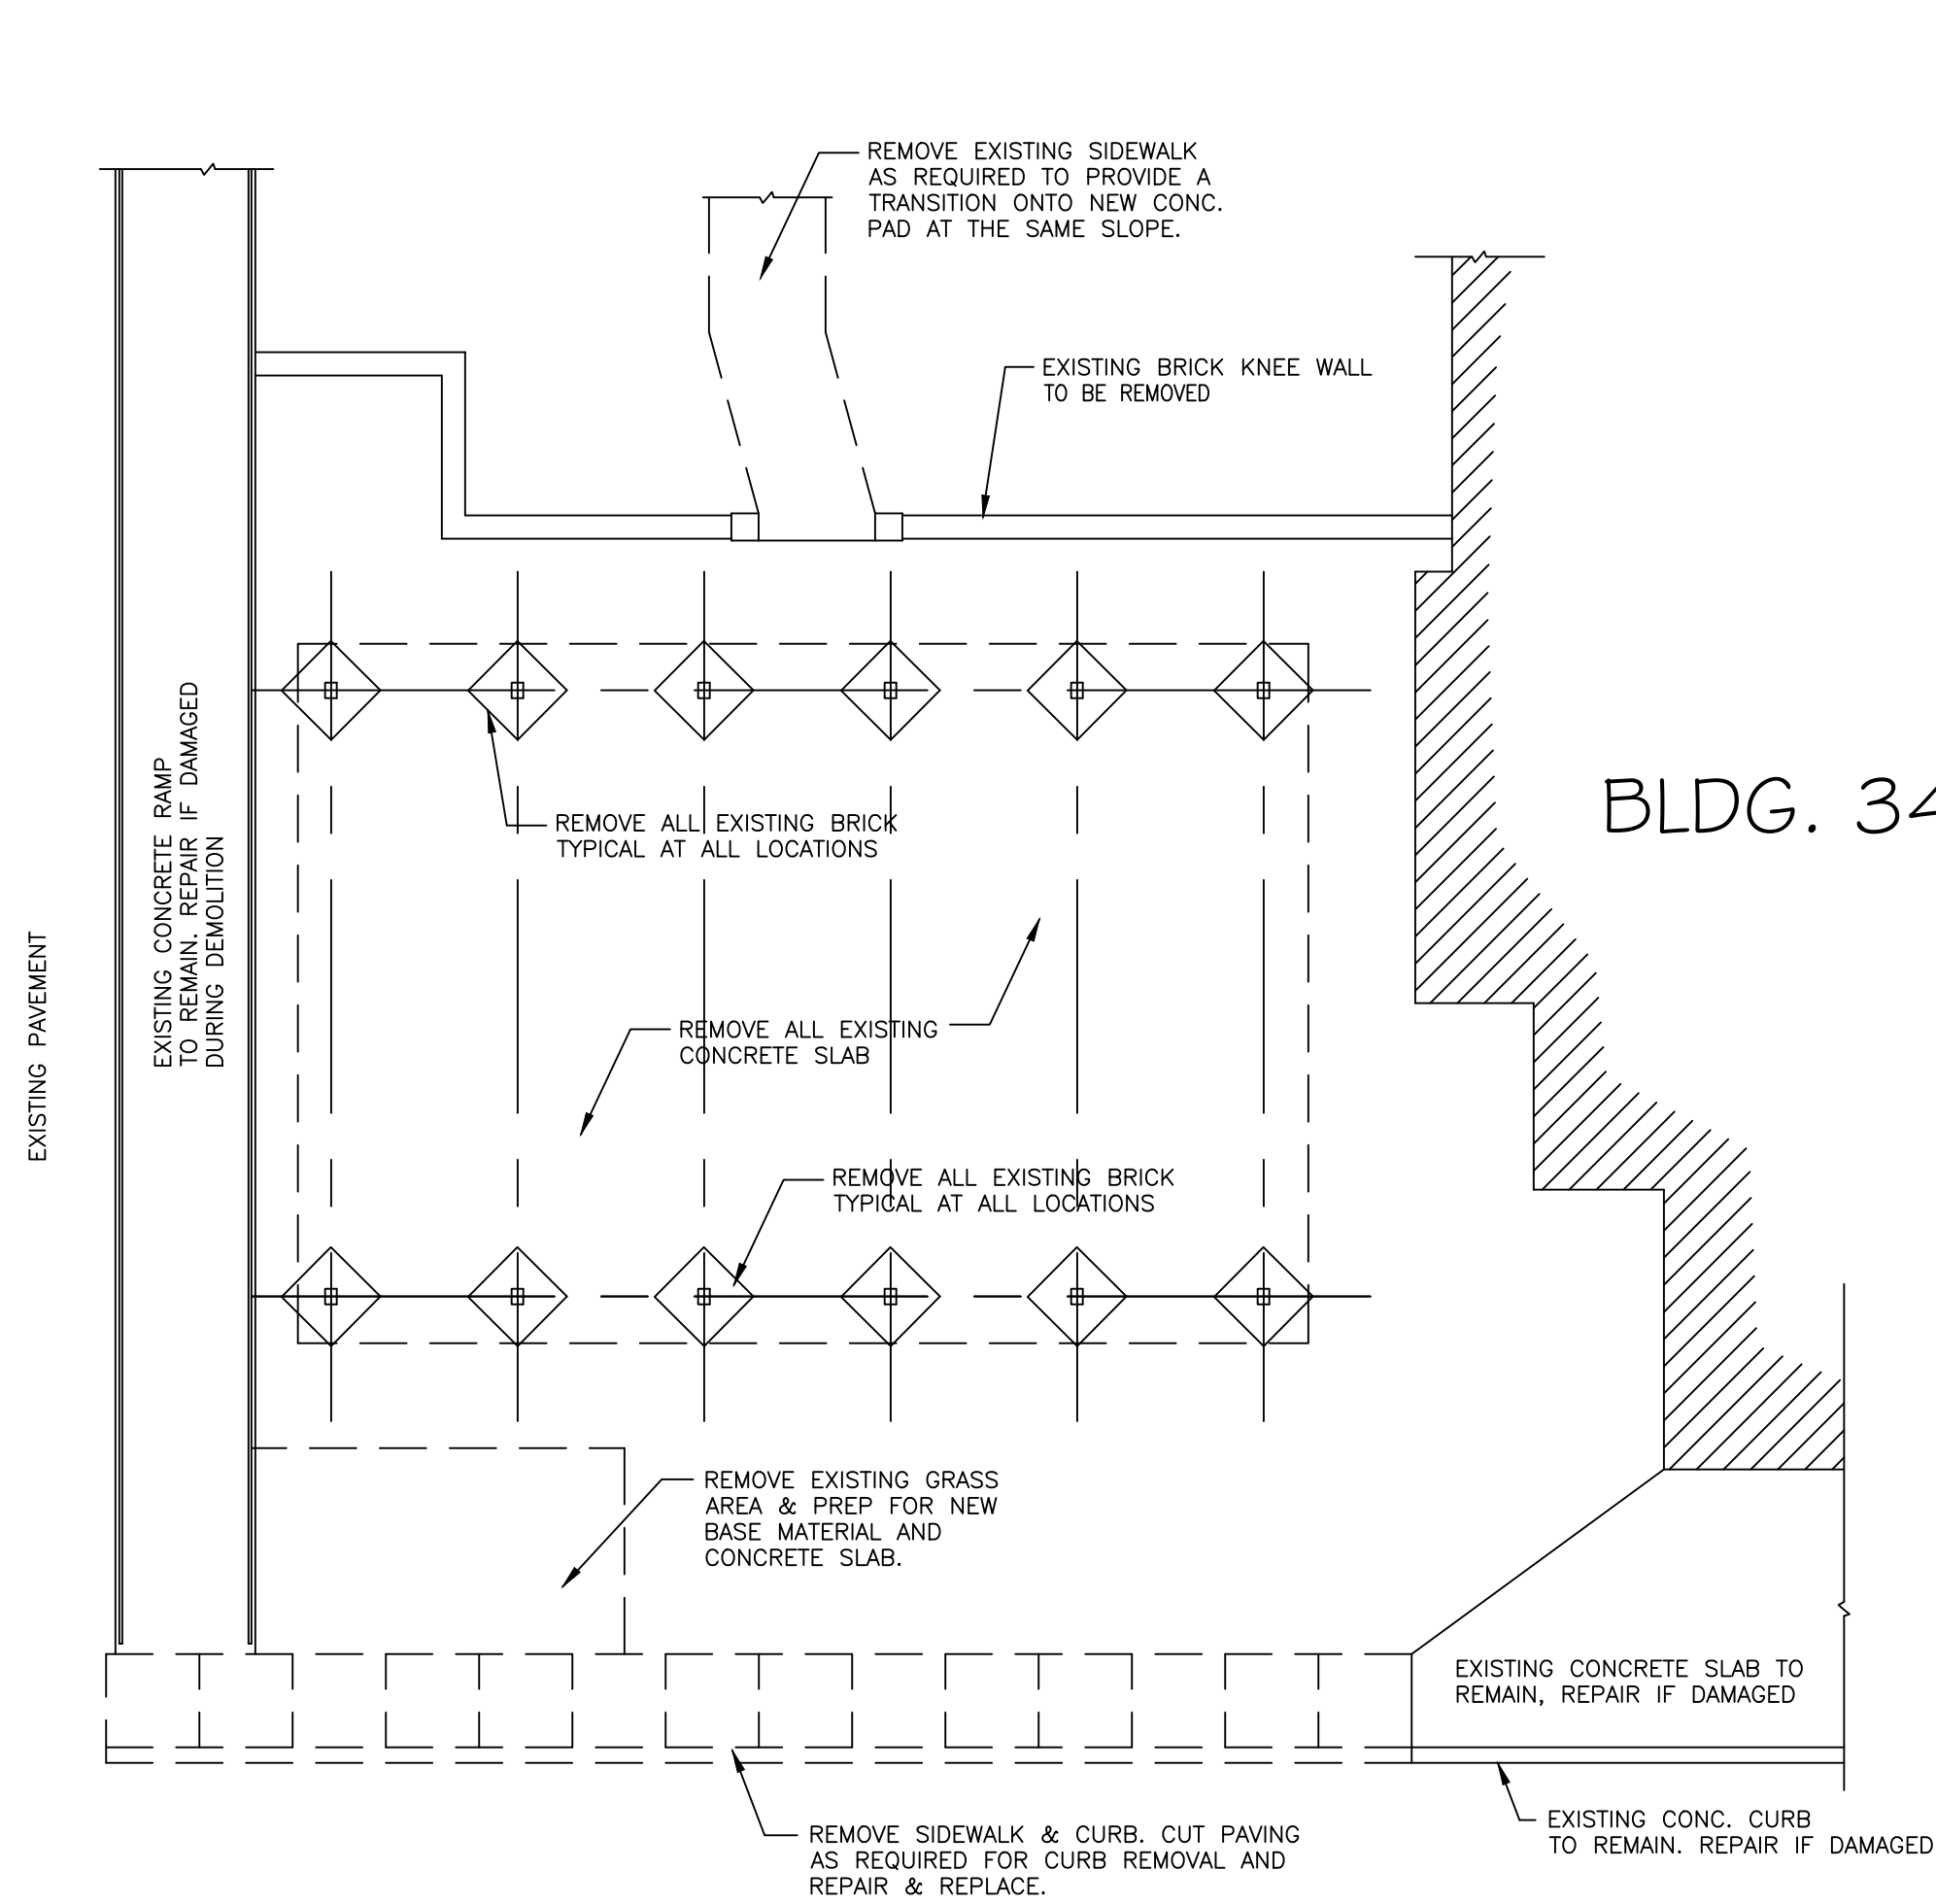 REMOVE EXISTING SIDEWALK
AS REQUIRED TO PROVIDE A
TRANSITION ONTO NEW CONC.
PAD AT THE SAME SLOPE.
EXISTING BRICK KNEE WALL
TO BE REMOVED
EXISTING PAVEMENT
EXISTING CONCRETE RAMP
TO REMAIN. REPAIR IF DAMAGED
DURING DEMOLITION
BLDG. 34
REMOVE ALL EXISTING BRICK
TYPICAL AT ALL LOCATIONS
REMOVE ALL EXISTING
CONCRETE SLAB
REMOVE ALL EXISTING BRICK
TYPICAL AT ALL LOCATIONS
REMOVE EXISTING GRASS
AREA & PREP FOR NEW
BASE MATERIAL AND
CONCRETE SLAB.
EXISTING CONCRETE SLAB TO
REMAIN, REPAIR IF DAMAGED
EXISTING CONC. CURB
TO REMAIN. REPAIR IF DAMAGED
REMOVE SIDEWALK & CURB. CUT PAVING
AS REQUIRED FOR CURB REMOVAL AND
REPAIR & REPLACE.